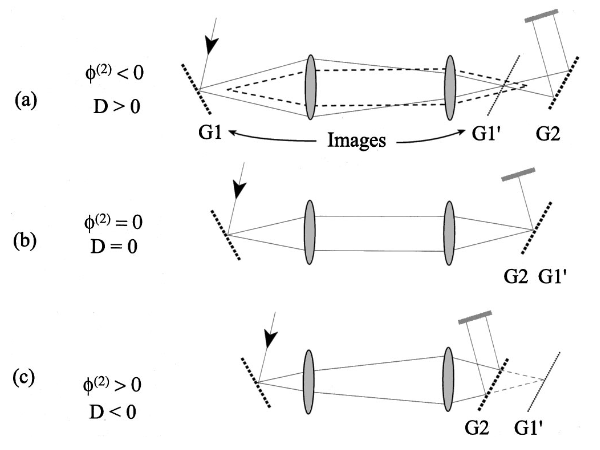 (a)
ϕ⁽²⁾ < 0
D > 0
G1
Images
G1'
G2
(b)
ϕ⁽²⁾ = 0
D = 0
G2 G1'
(c)
ϕ⁽²⁾ > 0
D < 0
G2
G1'